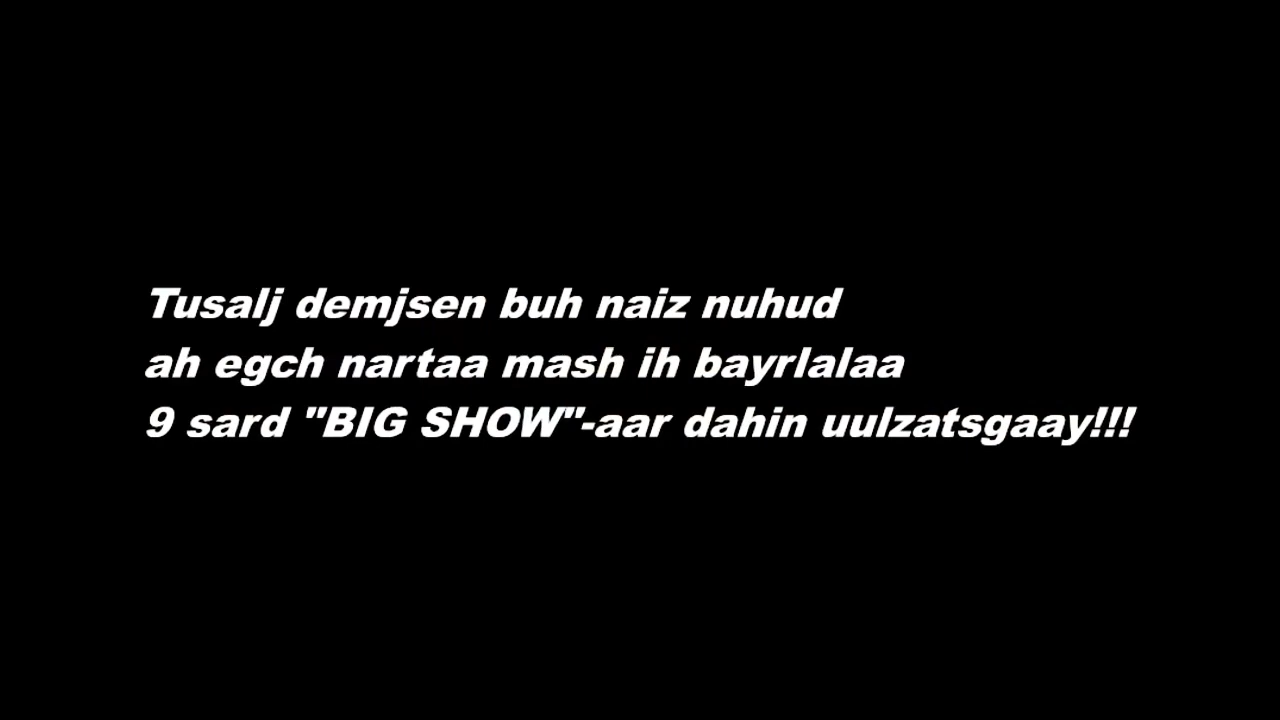 Tusalj demjsen buh naiz nuhud
ah egch nartaa mash ih bayrlalaa
9 sard "BIG SHOW"-aar dahin uulzatsgaay!!!